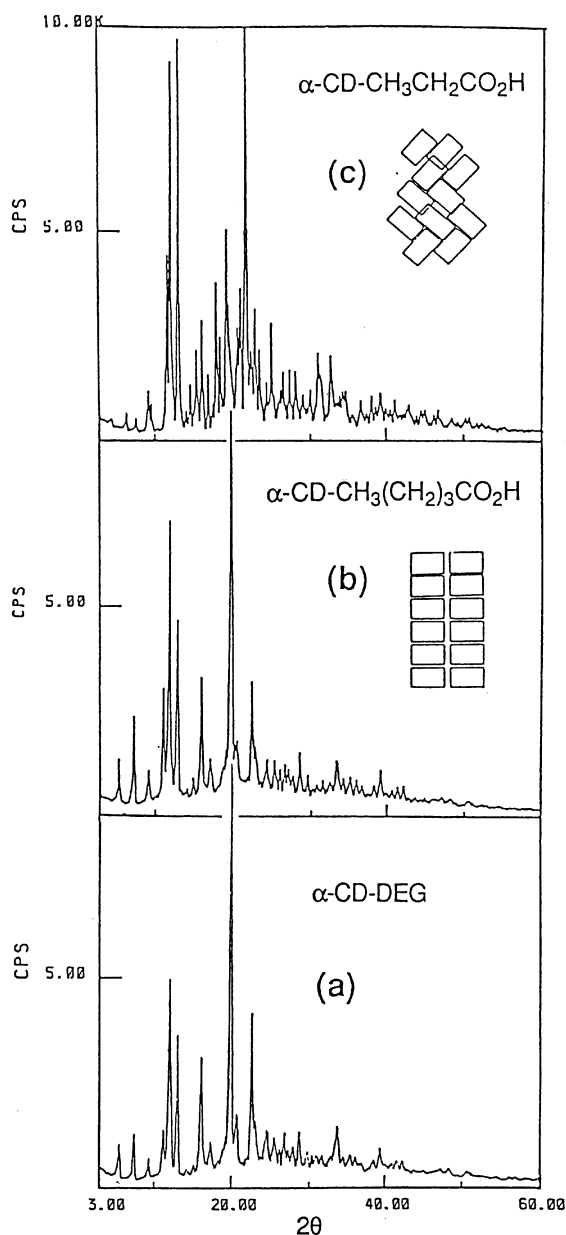 10.00K
α-CD-CH₃CH₂CO₂H
(c)
CPS
5.00
α-CD-CH₃(CH₂)₃CO₂H
(b)
CPS
5.00
α-CD-DEG
CPS
5.00
(a)
3.00 20.00 40.00 60.00
2θ